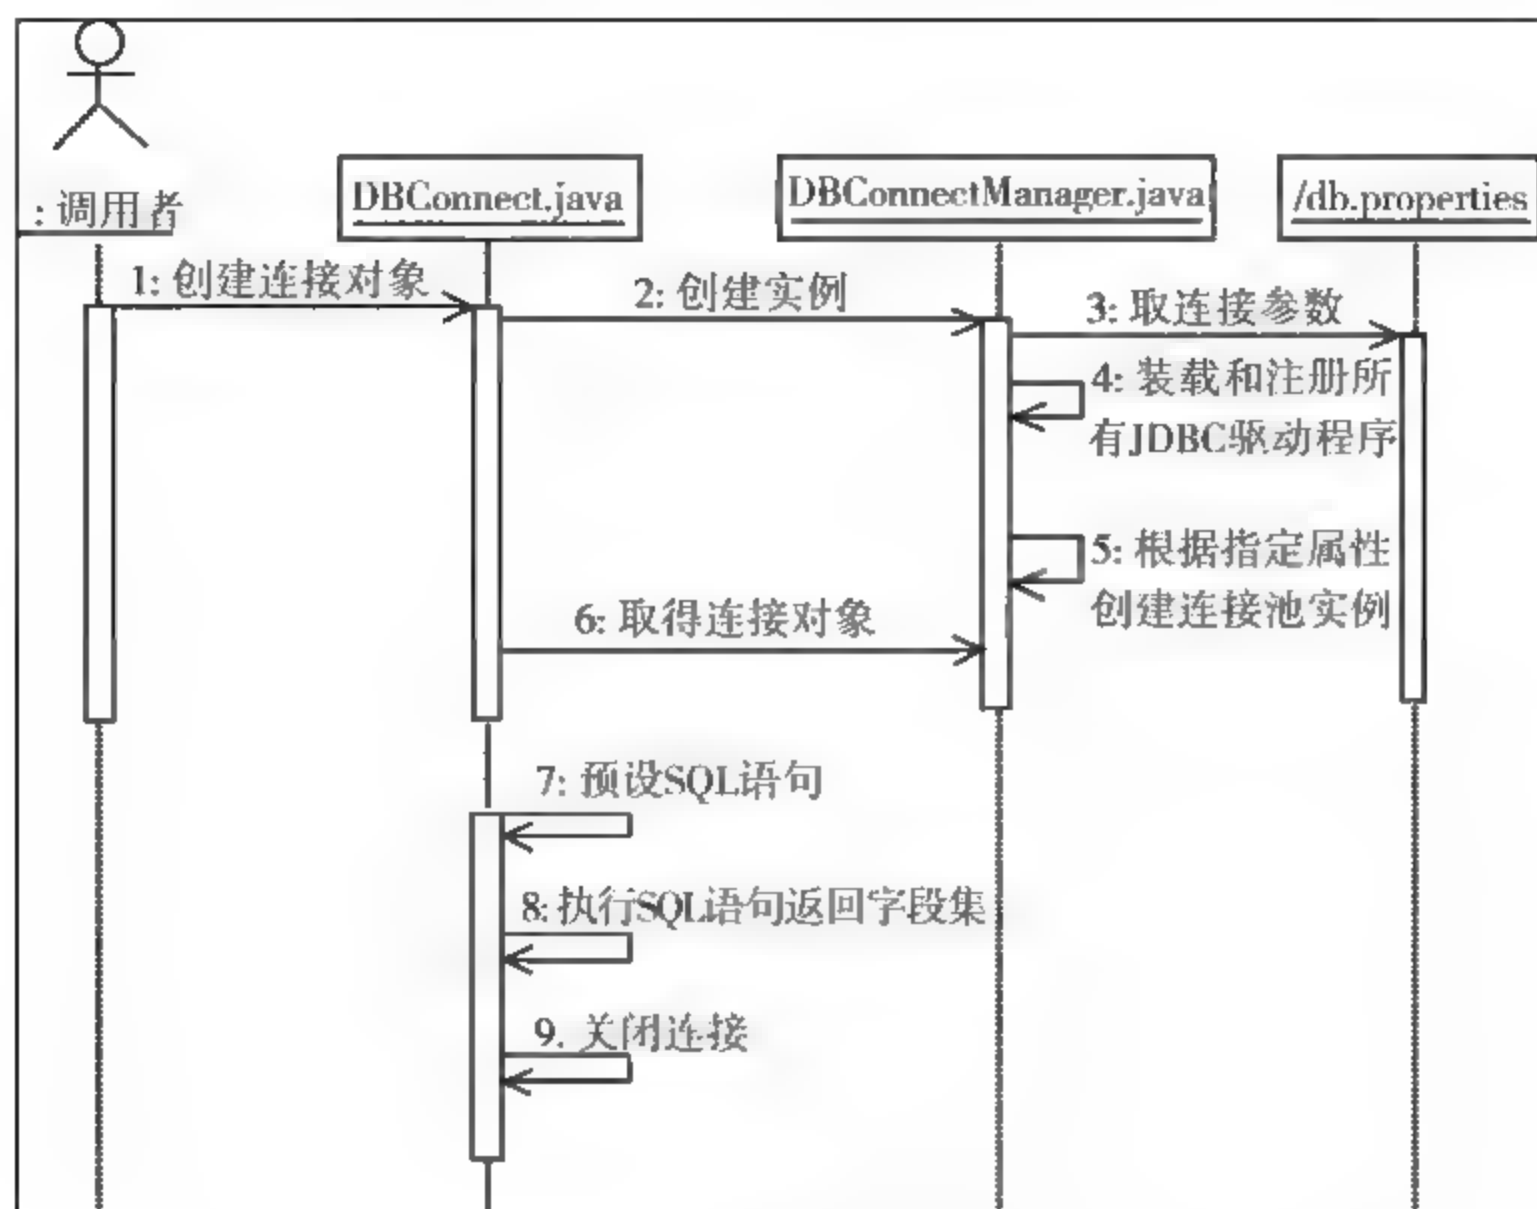 : 调用者
DBConnect.java
DBConnectManager.java
/db.properties
1: 创建连接对象
2: 创建实例
3: 取连接参数
4: 装载和注册所
有JDBC驱动程序
5: 根据指定属性
创建连接池实例
6: 取得连接对象
7: 预设SQL语句
8: 执行SQL语句返回字段集
9. 关闭连接